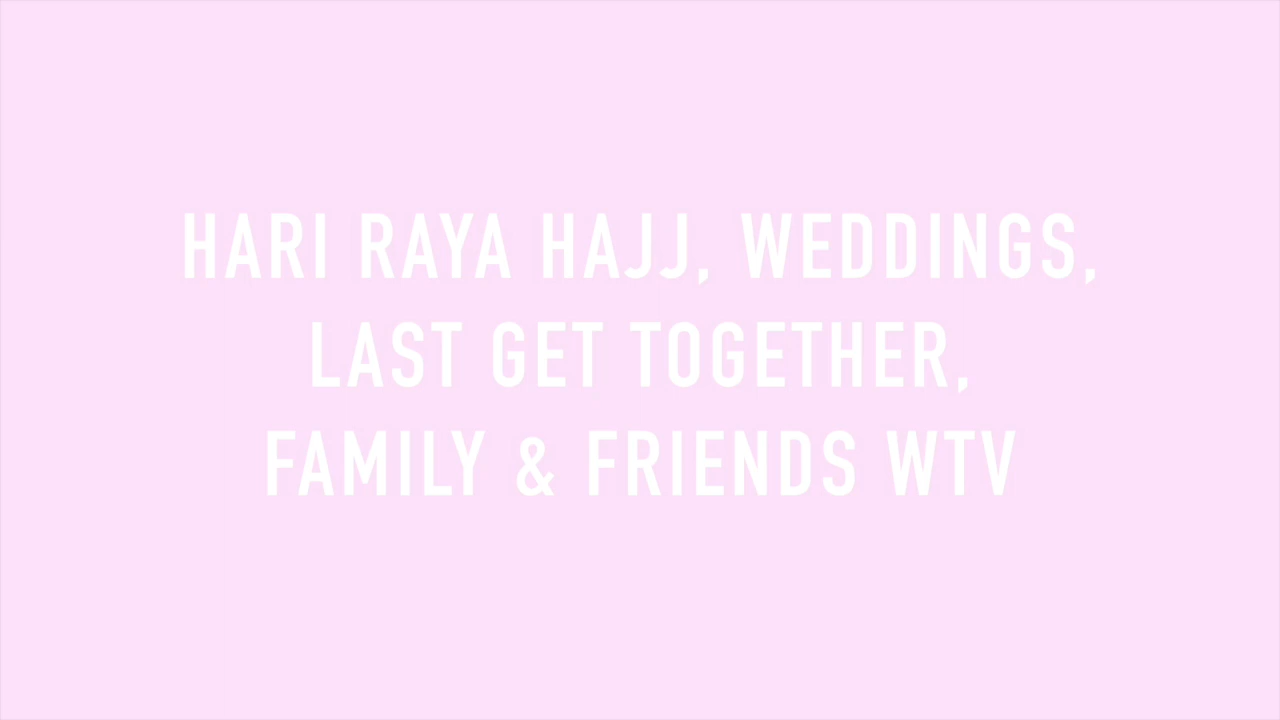 HARI RAYA HAJJ, WEDDINGS,
LAST GET TOGETHER,
FAMILY & FRIENDS WTV